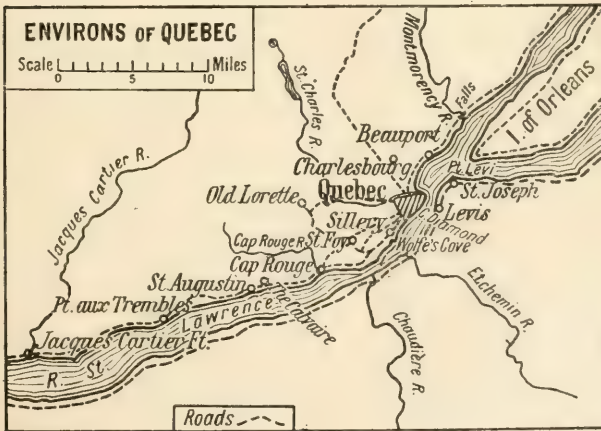 ENVIRONS OF QUEBEC
Scale 0 5 10 Miles
Jacques Cartier R.
St. Charles R.
Montmorency R.
Falls
I. of Orleans
Beauport
Charlesbourg
Pt. Levi
Quebec
St. Joseph
Old Lorette
Levis
Sillery
C. Diamond
Cap Rouge R.
St. Foy
Wolfe's Cove
Cap Rouge
St. Augustin
Pt. aux Trembles
Calvaire
Etchemin R.
Jacques Cartier Ft.
R. St. Lawrence
Chaudière R.
Roads